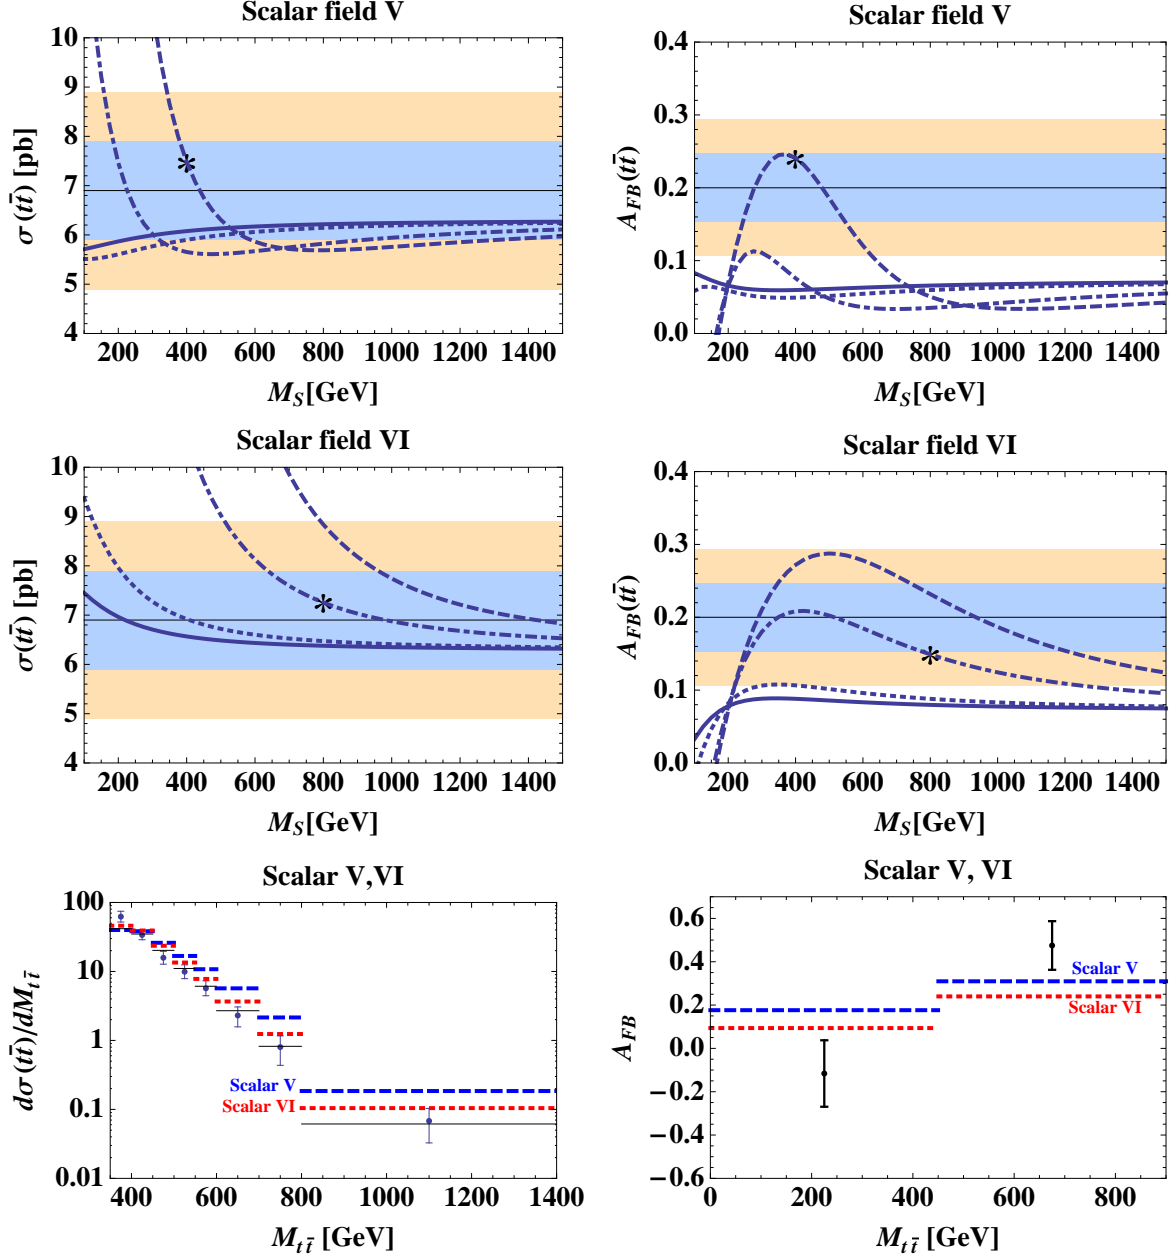 Scalar field V
σ(tt̄) [pb]
10
9
8
7
6
5
4
200 400 600 800 1000 1200 1400
M_S[GeV]
Scalar field V
A_FB(tt̄)
0.4
0.3
0.2
0.1
0.0
200 400 600 800 1000 1200 1400
M_S[GeV]
Scalar field VI
σ(tt̄) [pb]
10
9
8
7
6
5
4
200 400 600 800 1000 1200 1400
M_S[GeV]
Scalar field VI
A_FB(tt̄)
0.4
0.3
0.2
0.1
0.0
200 400 600 800 1000 1200 1400
M_S[GeV]
Scalar V,VI
dσ(tt̄)/dM_tt̄
100
10
1
0.1
0.01
Scalar V
Scalar VI
400 600 800 1000 1200 1400
M_tt̄ [GeV]
Scalar V, VI
A_FB
0.6
0.4
0.2
0.0
−0.2
−0.4
−0.6
Scalar V
Scalar VI
0 200 400 600 800
M_tt̄ [GeV]